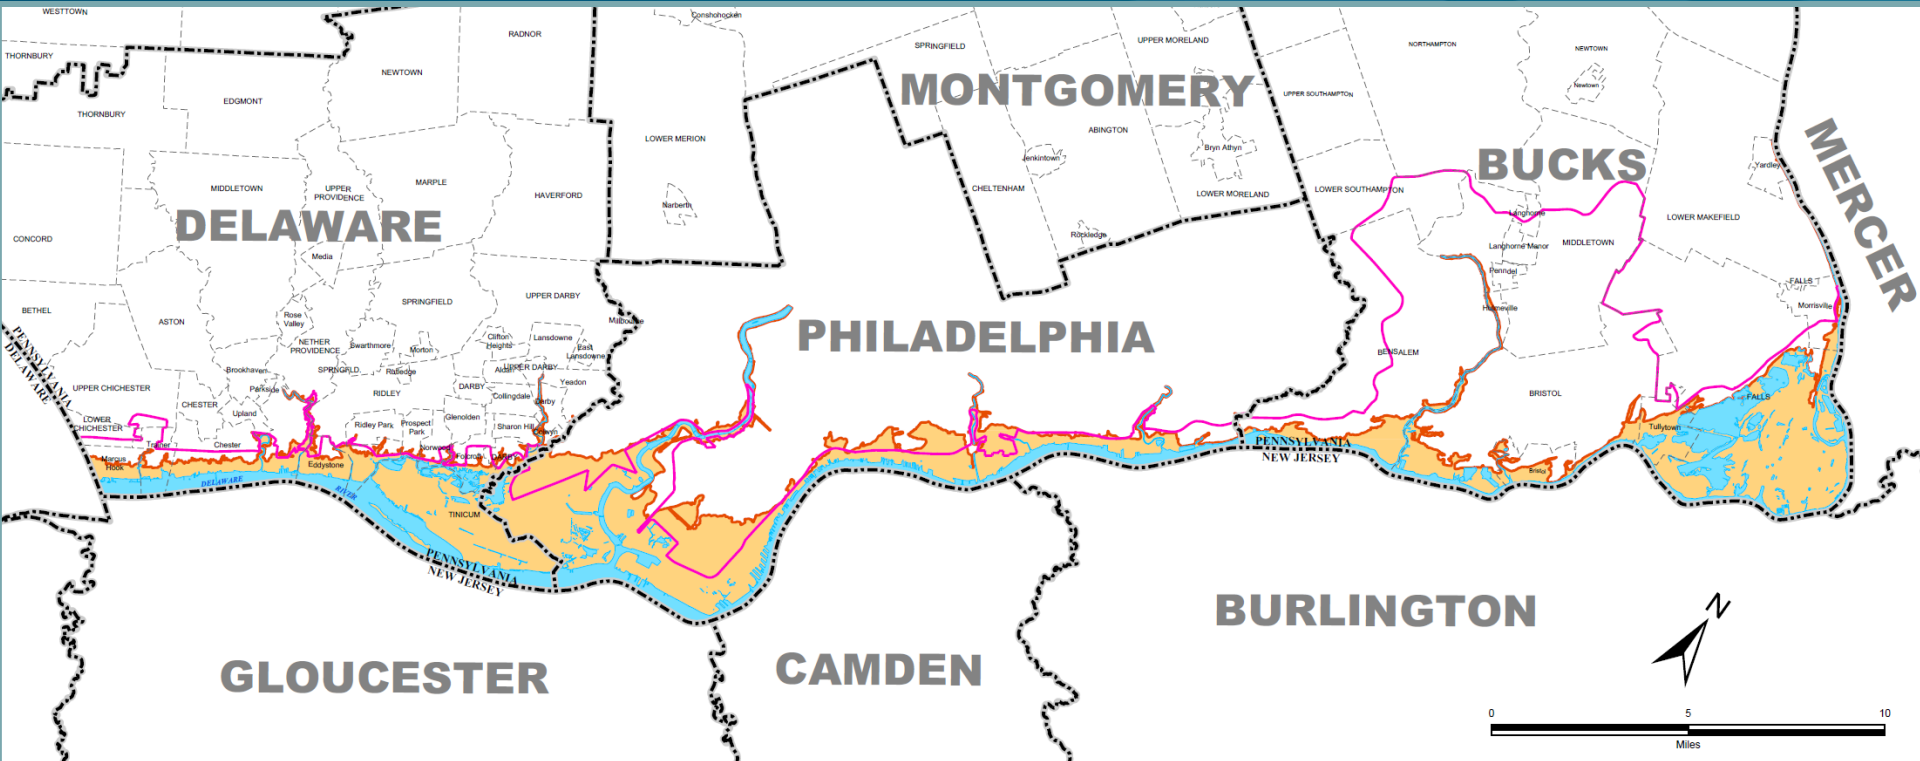 WESTTOWN
Conshohocken
RADNOR
SPRINGFIELD
UPPER MORELAND
NORTHAMPTON
NEWTOWN
THORNBURY
NEWTOWN
Newtown
MONTGOMERY
UPPER SOUTHAMPTON
EDGMONT
THORNBURY
ABINGTON
LOWER MERION
Bryn Athyn
Jenkintown
MERCER
BUCKS
Yardley
MIDDLETOWN
UPPER
PROVIDENCE
MARPLE
HAVERFORD
CHELTENHAM
LOWER MORELAND
LOWER SOUTHAMPTON
Narberth
Langhorne
LOWER MAKEFIELD
DELAWARE
CONCORD
Rockledge
Langhorne Manor
MIDDLETOWN
Media
Penndel
FALLS
Morrisville
BETHEL
SPRINGFIELD
UPPER DARBY
Hulmeville
ASTON
Rose
Valley
Millbourne
PHILADELPHIA
PENNSYLVANIA
DELAWARE
NETHER
PROVIDENCE
Swarthmore
Morton
Clifton
Heights
Lansdowne
East
Lansdowne
BENSALEM
Brookhaven
SPRNGFLD
Rutledge
Aldan
UPPER DARBY
UPPER CHICHESTER
Parkside
RIDLEY
DARBY
Yeadon
Collingdale
Darby
BRISTOL
FALLS
CHESTER
Upland
LOWER
CHICHESTER
Ridley Park
Prospect
Park
Glenolden
Sharon Hill
Colwyn
Tullytown
Trainer
Chester
Norwood
Folcroft
DARBY
PENNSYLVANIA
NEW JERSEY
Marcus
Hook
Eddystone
Bristol
DELAWARE
RIVER
TINICUM
PENNSYLVANIA
NEW JERSEY
GLOUCESTER
CAMDEN
BURLINGTON
N
0 5 10
Miles